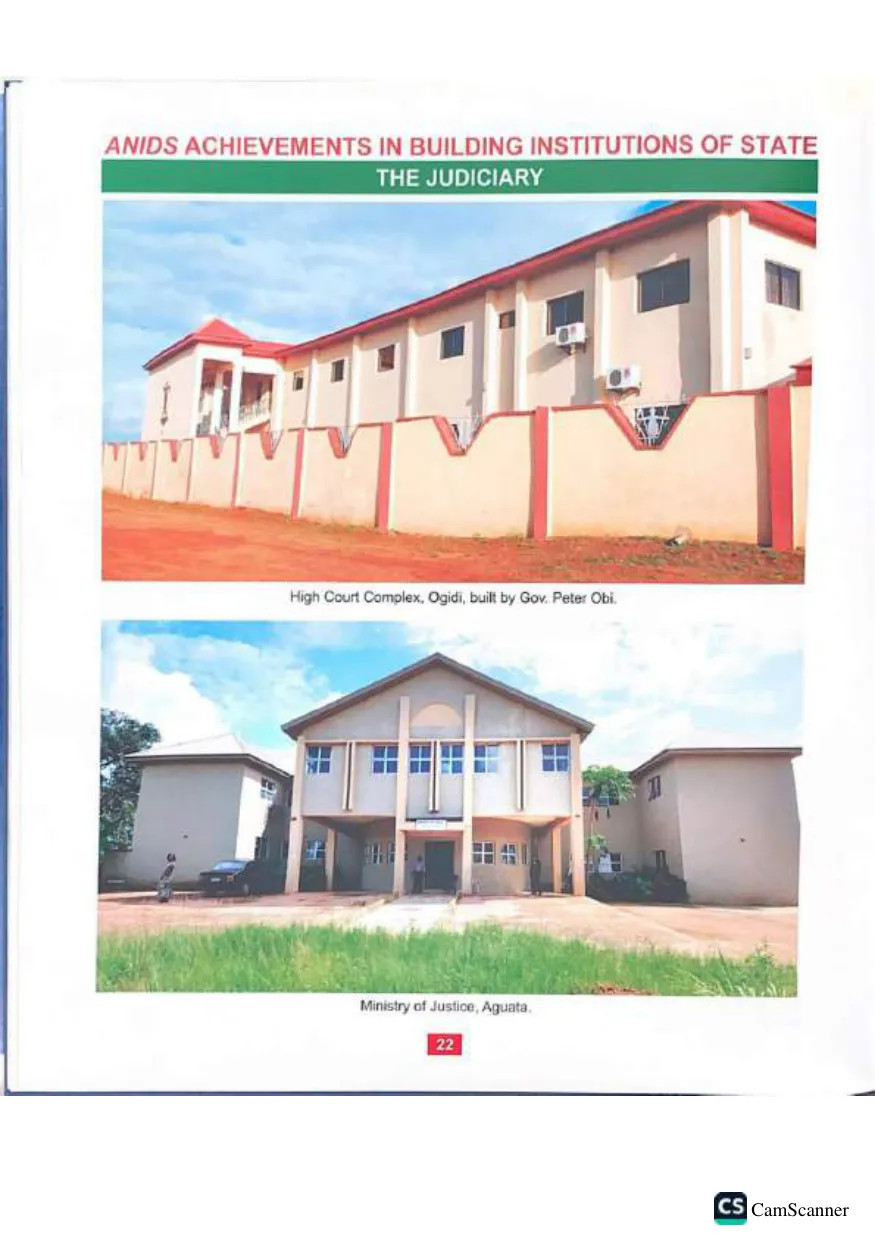 ANIDS ACHIEVEMENTS IN BUILDING INSTITUTIONS OF STATE
THE JUDICIARY
High Court Complex, Ogidi, built by Gov. Peter Obi.
Ministry of Justice, Aguata.
22
CS CamScanner